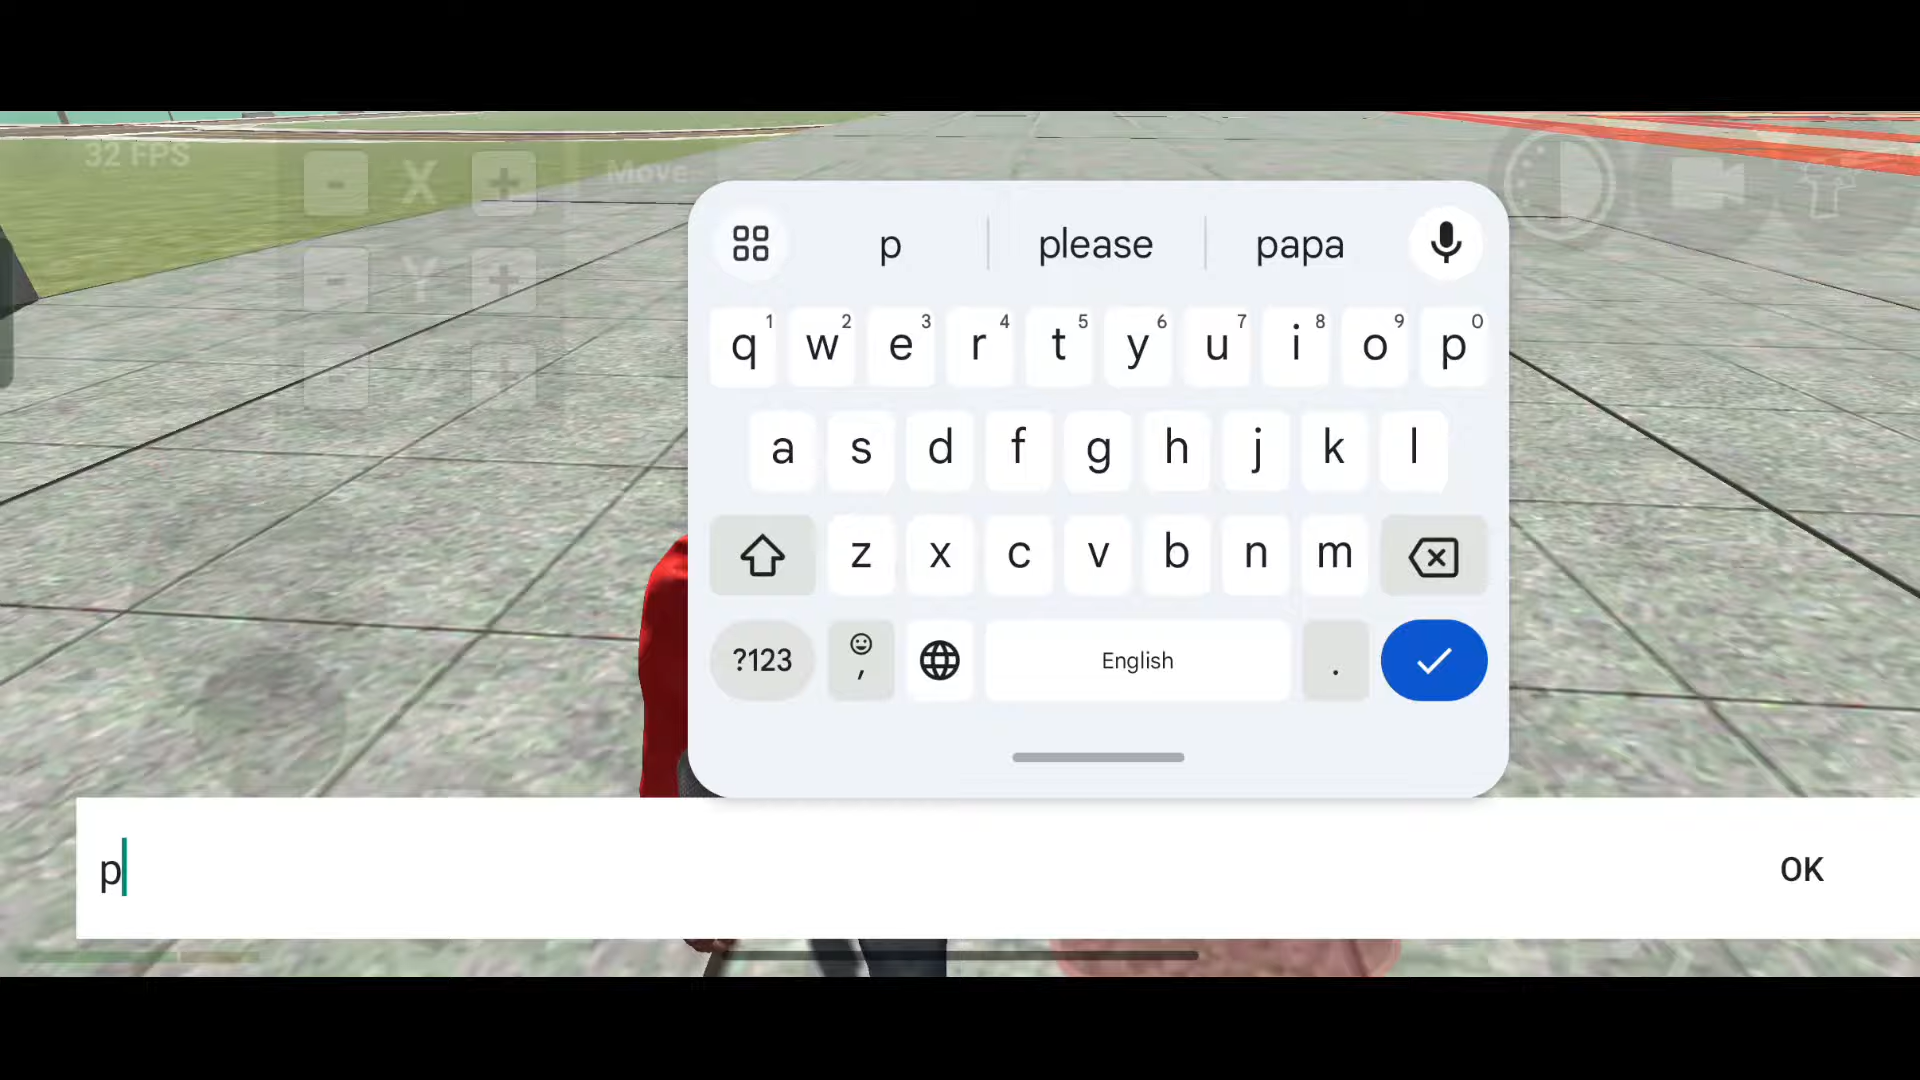 32 FPS
- X +
Move
- Y +
- Z +
p please papa
q1 w2 e3 r4 t5 y6 u7 i8 o9 p0
a s d f g h j k l
z x c v b n m
?123 , English .
p
OK